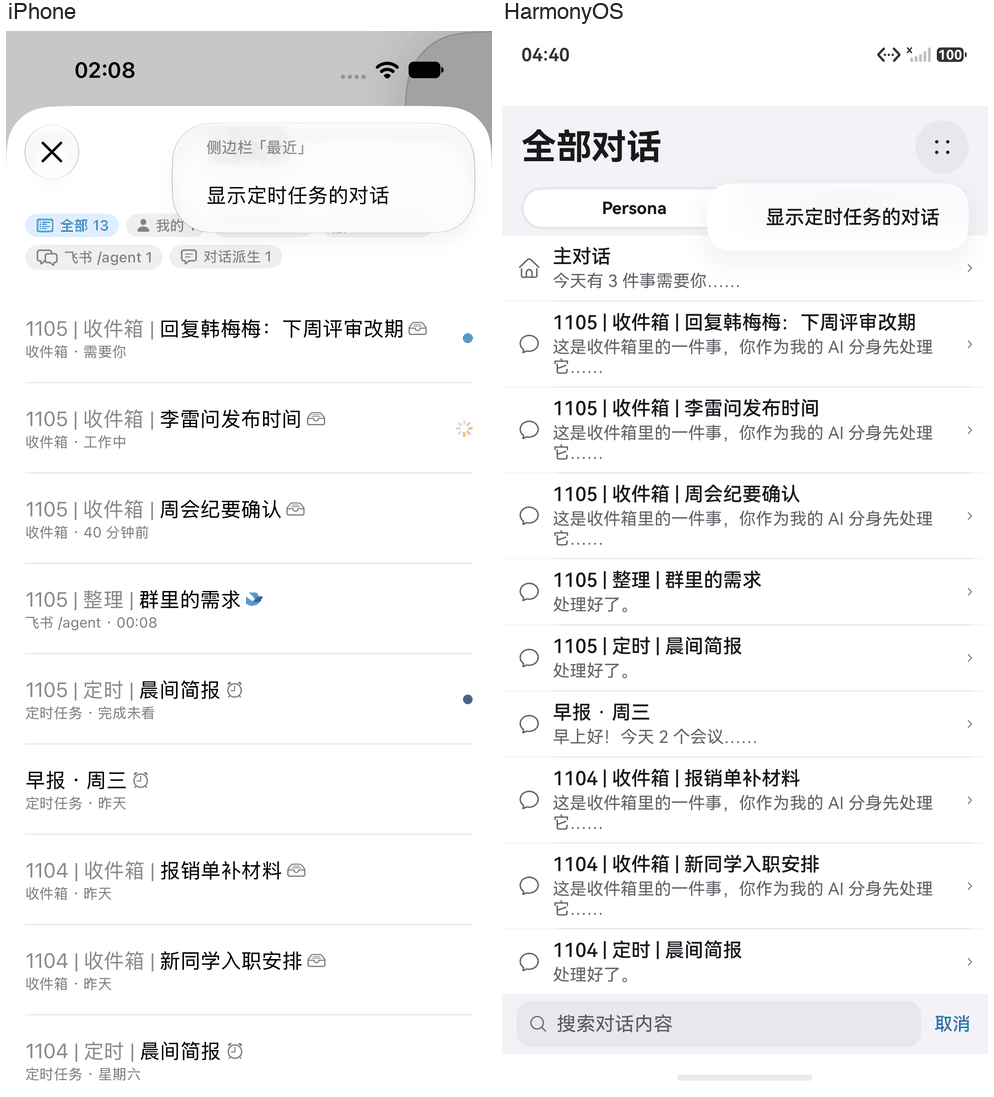 iPhone
02:08
侧边栏「最近」
显示定时任务的对话
全部 13
我的
飞书 /agent 1
对话派生 1
1105 | 收件箱 | 回复韩梅梅：下周评审改期
收件箱 · 需要你
1105 | 收件箱 | 李雷问发布时间
收件箱 · 工作中
1105 | 收件箱 | 周会纪要确认
收件箱 · 40 分钟前
1105 | 整理 | 群里的需求
飞书 /agent · 00:08
1105 | 定时 | 晨间简报
定时任务 · 完成未看
早报 · 周三
定时任务 · 昨天
1104 | 收件箱 | 报销单补材料
收件箱 · 昨天
1104 | 收件箱 | 新同学入职安排
收件箱 · 昨天
1104 | 定时 | 晨间简报
定时任务 · 星期六
HarmonyOS
04:40
100
全部对话
Persona
显示定时任务的对话
主对话
今天有 3 件事需要你……
1105 | 收件箱 | 回复韩梅梅：下周评审改期
这是收件箱里的一件事，你作为我的 AI 分身先处理
它……
1105 | 收件箱 | 李雷问发布时间
这是收件箱里的一件事，你作为我的 AI 分身先处理
它……
1105 | 收件箱 | 周会纪要确认
这是收件箱里的一件事，你作为我的 AI 分身先处理
它……
1105 | 整理 | 群里的需求
处理好了。
1105 | 定时 | 晨间简报
处理好了。
早报 · 周三
早上好！今天 2 个会议……
1104 | 收件箱 | 报销单补材料
这是收件箱里的一件事，你作为我的 AI 分身先处理
它……
1104 | 收件箱 | 新同学入职安排
这是收件箱里的一件事，你作为我的 AI 分身先处理
它……
1104 | 定时 | 晨间简报
处理好了。
搜索对话内容
取消